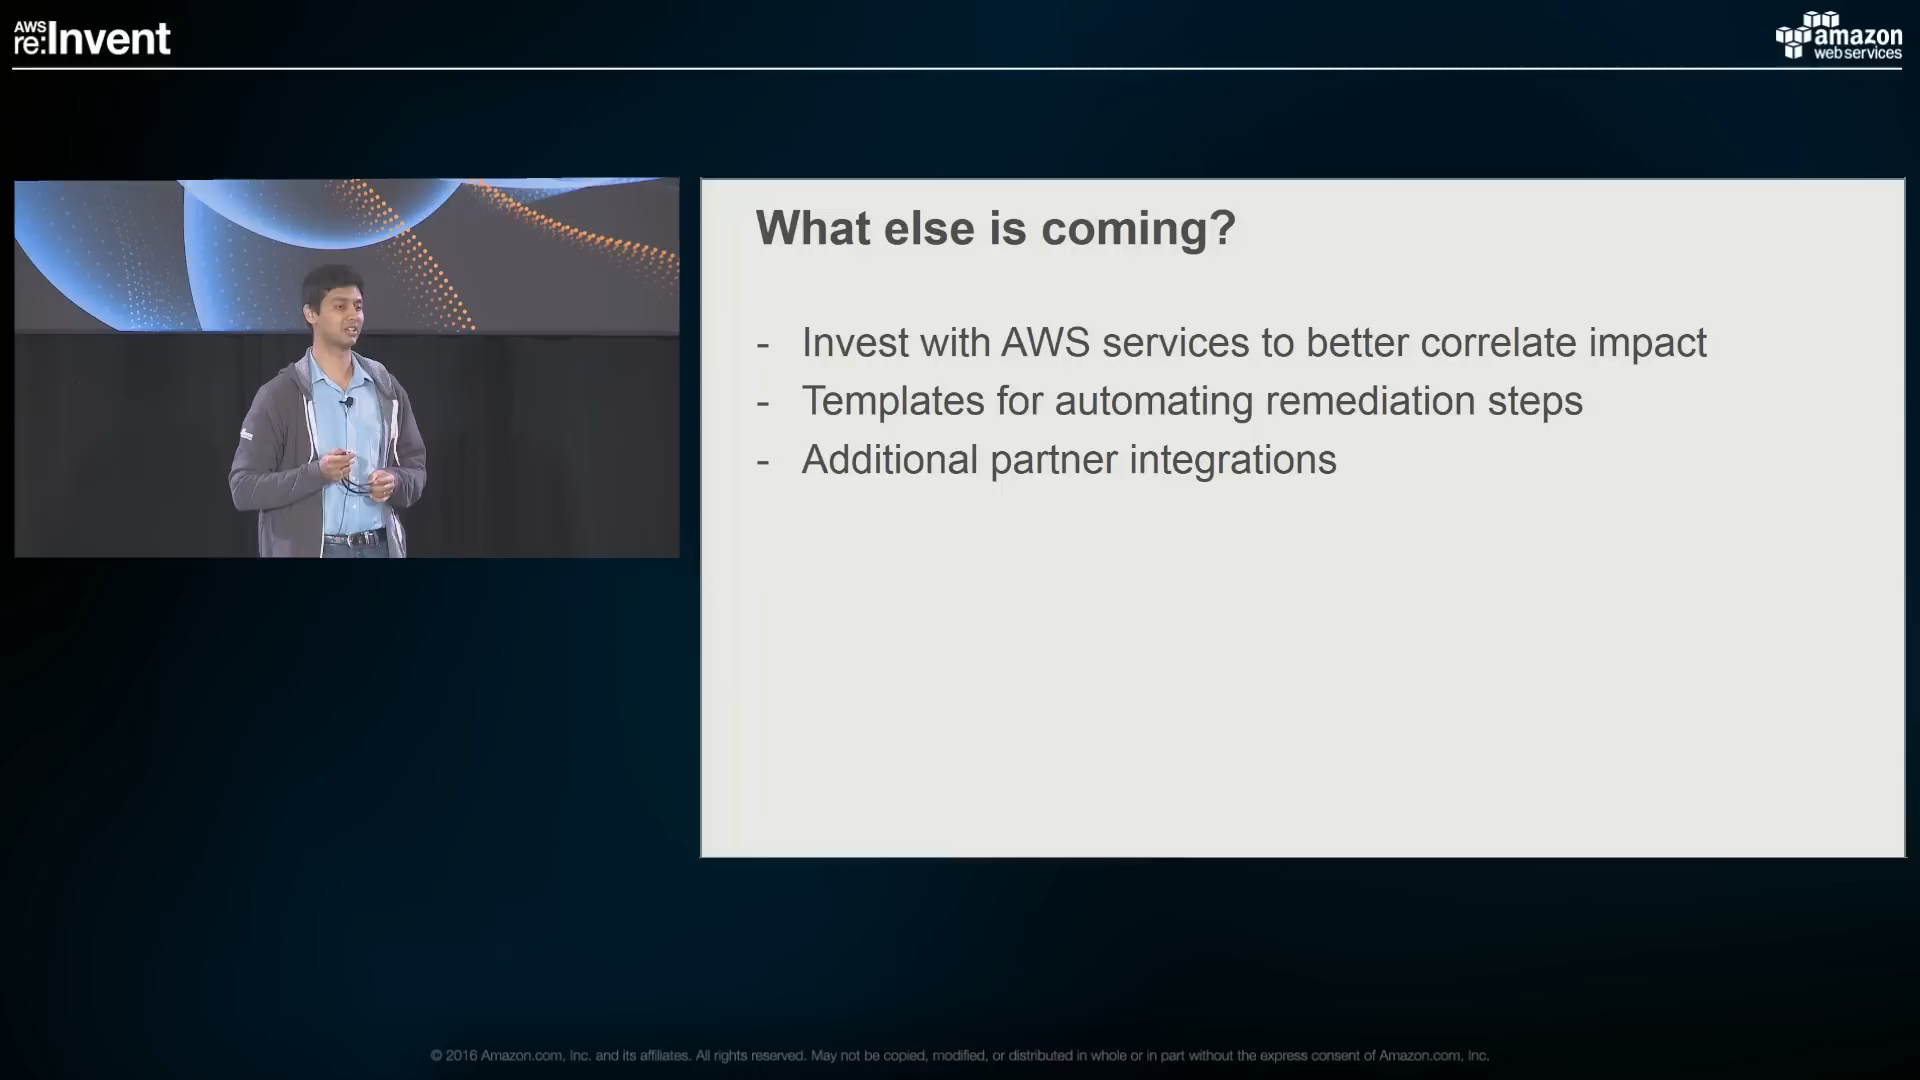 AWS
re:Invent
amazon
web services
What else is coming?
- Invest with AWS services to better correlate impact
- Templates for automating remediation steps
- Additional partner integrations
© 2016 Amazon.com, Inc. and its affiliates. All rights reserved. May not be copied, modified, or distributed in whole or in part without the express consent of Amazon.com, Inc.